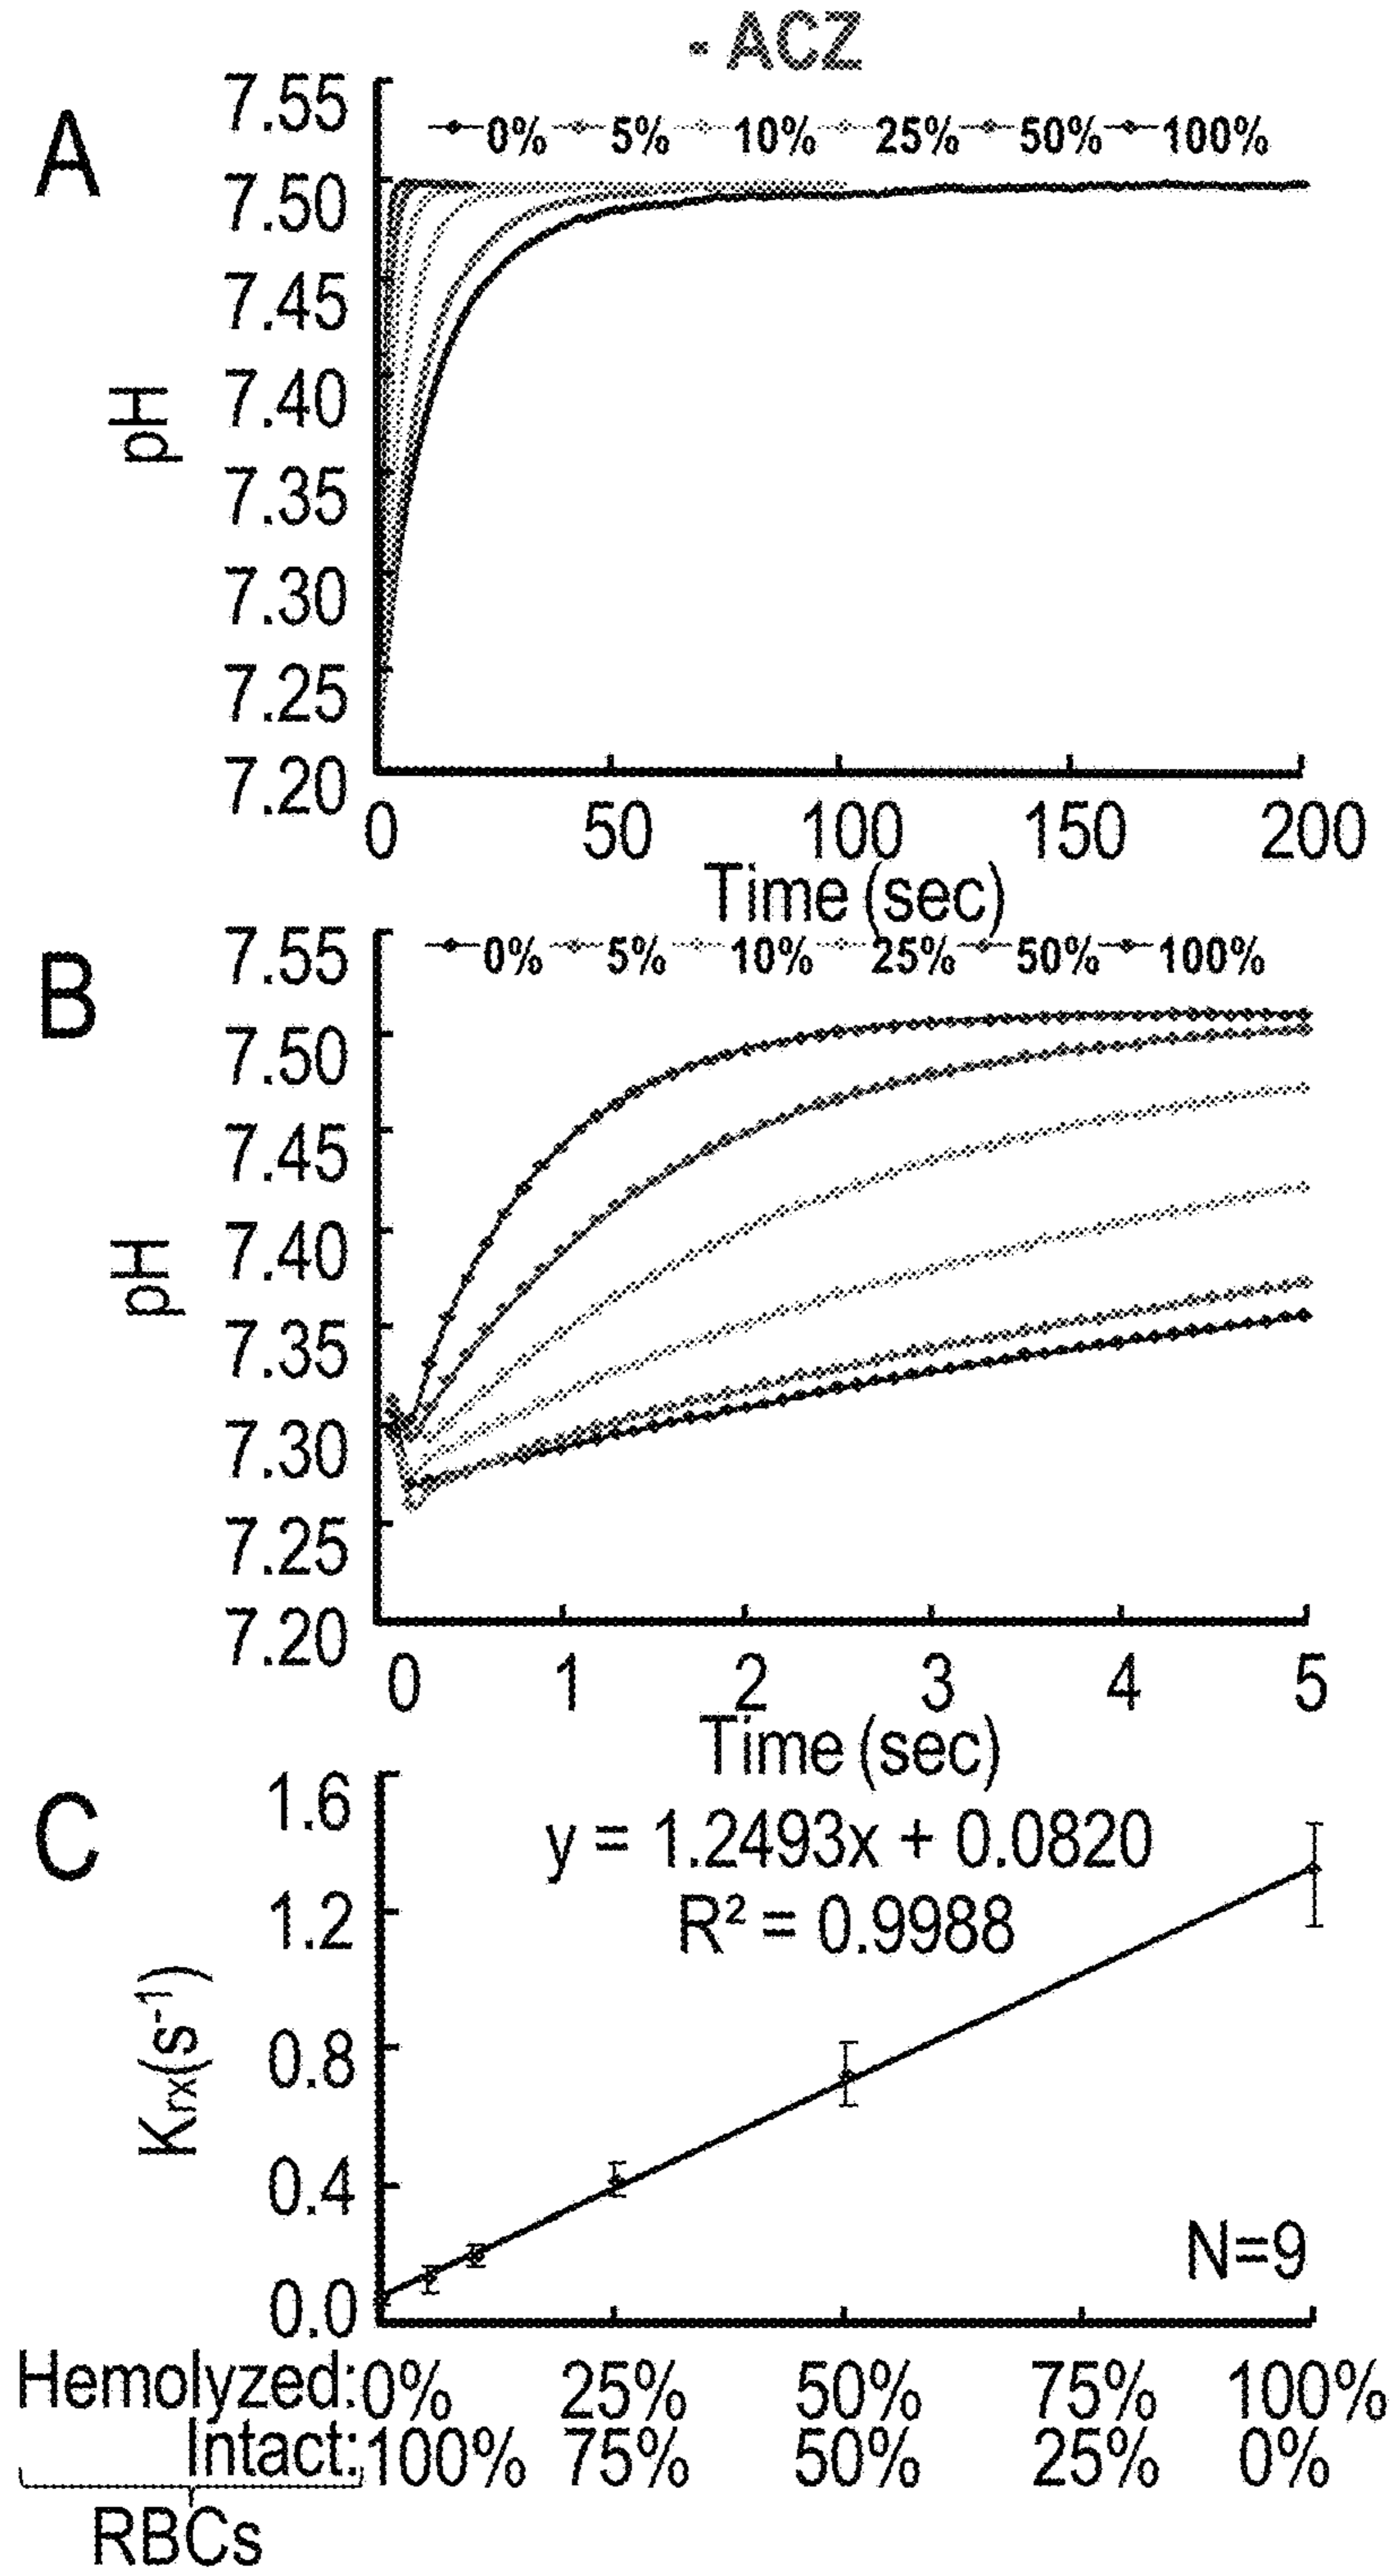 - ACZ
A
7.55
0% 5% 10% 25% 50% 100%
7.50
7.45
7.40
pH
7.35
7.30
7.25
7.20
0 50 100 150 200
Time (sec)
B
7.55
0% 5% 10% 25% 50% 100%
7.50
7.45
7.40
pH
7.35
7.30
7.25
7.20
0 1 2 3 4 5
Time (sec)
C
1.6
y = 1.2493x + 0.0820
R² = 0.9988
1.2
Krx(s⁻¹)
0.8
0.4
N=9
0.0
Hemolyzed: 0% 25% 50% 75% 100%
Intact: 100% 75% 50% 25% 0%
RBCs